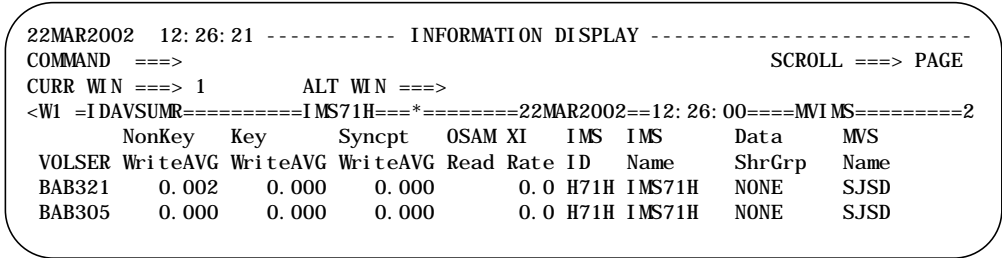 22MAR2002  12:26:21 ----------- INFORMATION DISPLAY ---------------------------
COMMAND  ===>                                                 SCROLL ===> PAGE
CURR WIN ===> 1        ALT WIN ===>
<W1 =IDAVSUMR==========IMS71H===*========22MAR2002==12:26:00====MVIMS=========2
        NonKey   Key      Syncpt   OSAM XI   IMS  IMS      Data     MVS
 VOLSER WriteAVG WriteAVG WriteAVG Read Rate ID   Name     ShrGrp   Name
 BAB321    0.002    0.000    0.000       0.0 H71H IMS71H   NONE     SJSD
 BAB305    0.000    0.000    0.000       0.0 H71H IMS71H   NONE     SJSD